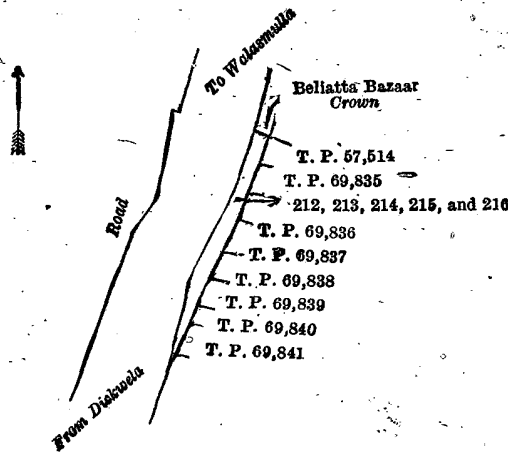 To Walasmulla
Beliatta Bazaar
Crown
T. P. 57,514
T. P. 69,835
212, 213, 214, 215, and 216
Road
T. P. 69,836
T. P. 69,837
T. P. 69,838
T. P. 69,839
T. P. 69,840
T. P. 69,841
From Dickwela